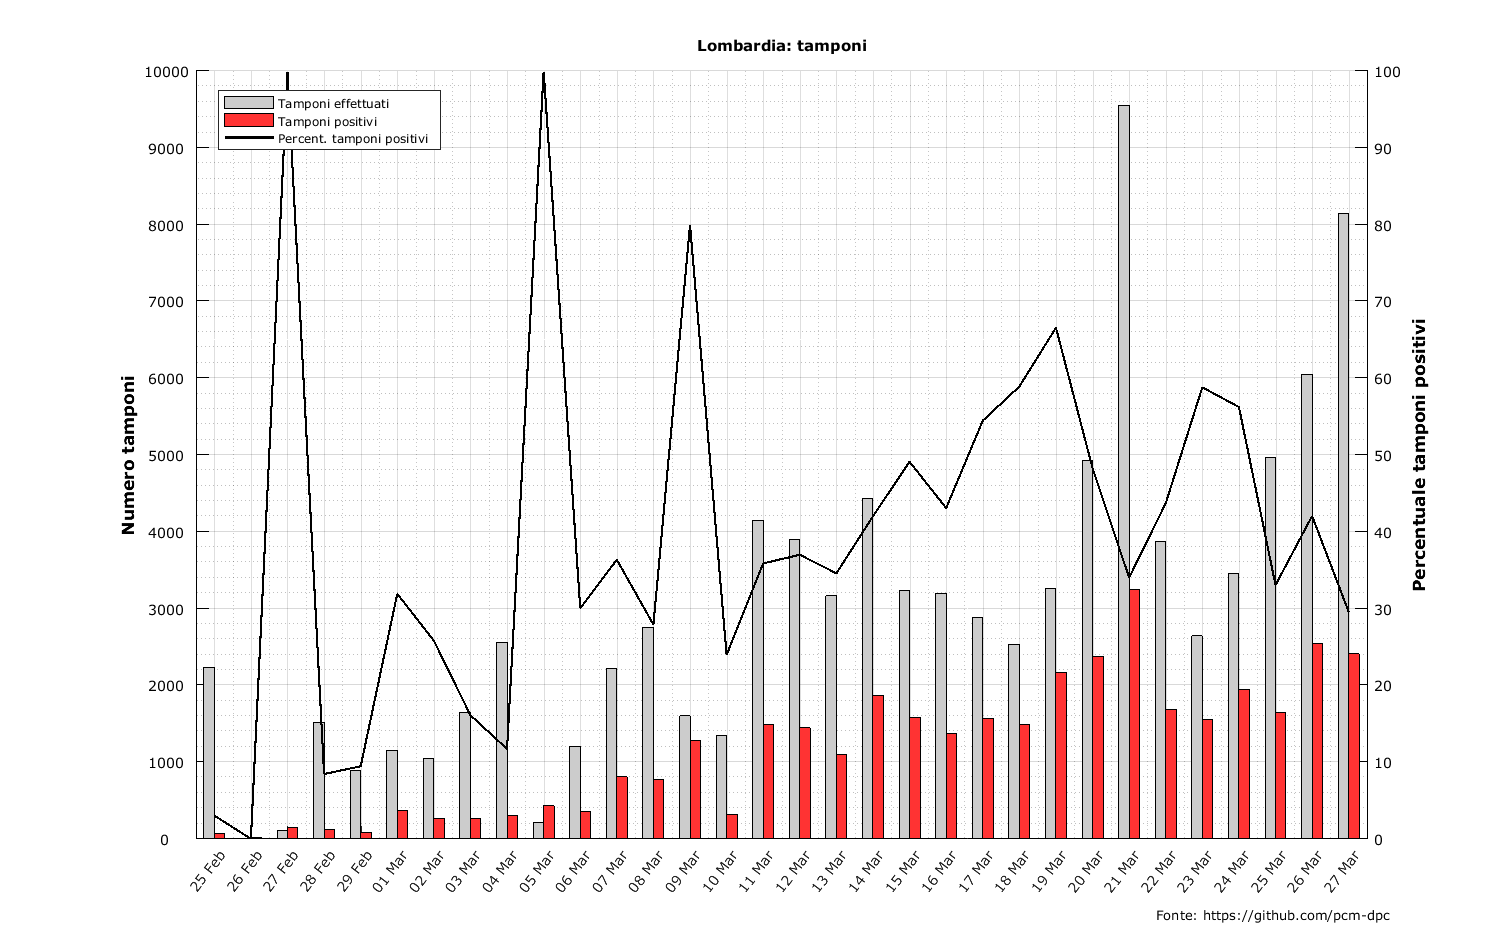 Lombardia: tamponi
Tamponi effettuati
Tamponi positivi
Percent. tamponi positivi
Numero tamponi
10000
9000
8000
7000
6000
5000
4000
3000
2000
1000
0
Percentuale tamponi positivi
100
90
80
70
60
50
40
30
20
10
0
25 Feb
26 Feb
27 Feb
28 Feb
29 Feb
01 Mar
02 Mar
03 Mar
04 Mar
05 Mar
06 Mar
07 Mar
08 Mar
09 Mar
10 Mar
11 Mar
12 Mar
13 Mar
14 Mar
15 Mar
16 Mar
17 Mar
18 Mar
19 Mar
20 Mar
21 Mar
22 Mar
23 Mar
24 Mar
25 Mar
26 Mar
27 Mar
Fonte: https://github.com/pcm-dpc